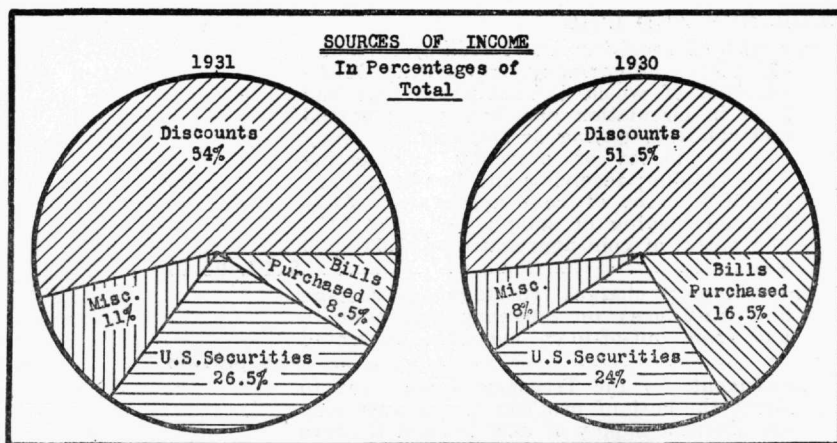 SOURCES OF INCOME
In Percentages of
Total
1931
Discounts
54%
Bills
Purchased
8.5%
Misc.
11%
U.S.Securities
26.5%
1930
Discounts
51.5%
Bills
Purchased
16.5%
Misc.
8%
U.S.Securities
24%